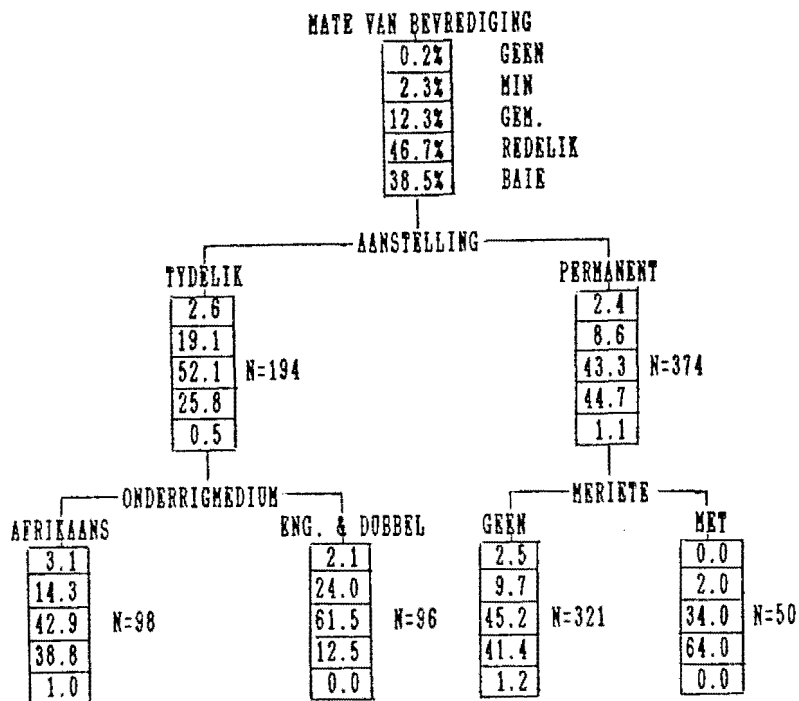 MATE VAN BEVREDIGING
0.2% GEEN
2.3% MIN
12.3% GEM.
46.7% REDELIK
38.5% BAIE
AANSTELLING
TYDELIK
2.6
19.1
52.1 N=194
25.8
0.5
PERMANENT
2.4
8.6
43.3 N=374
44.7
1.1
ONDERRIGMEDIUM
AFRIKAANS
3.1
14.3
42.9 N=98
38.8
1.0
ENG. & DUBBEL
2.1
24.0
61.5 N=96
12.5
0.0
MERIETE
GEEN
2.5
9.7
45.2 N=321
41.4
1.2
MET
0.0
2.0
34.0 N=50
64.0
0.0